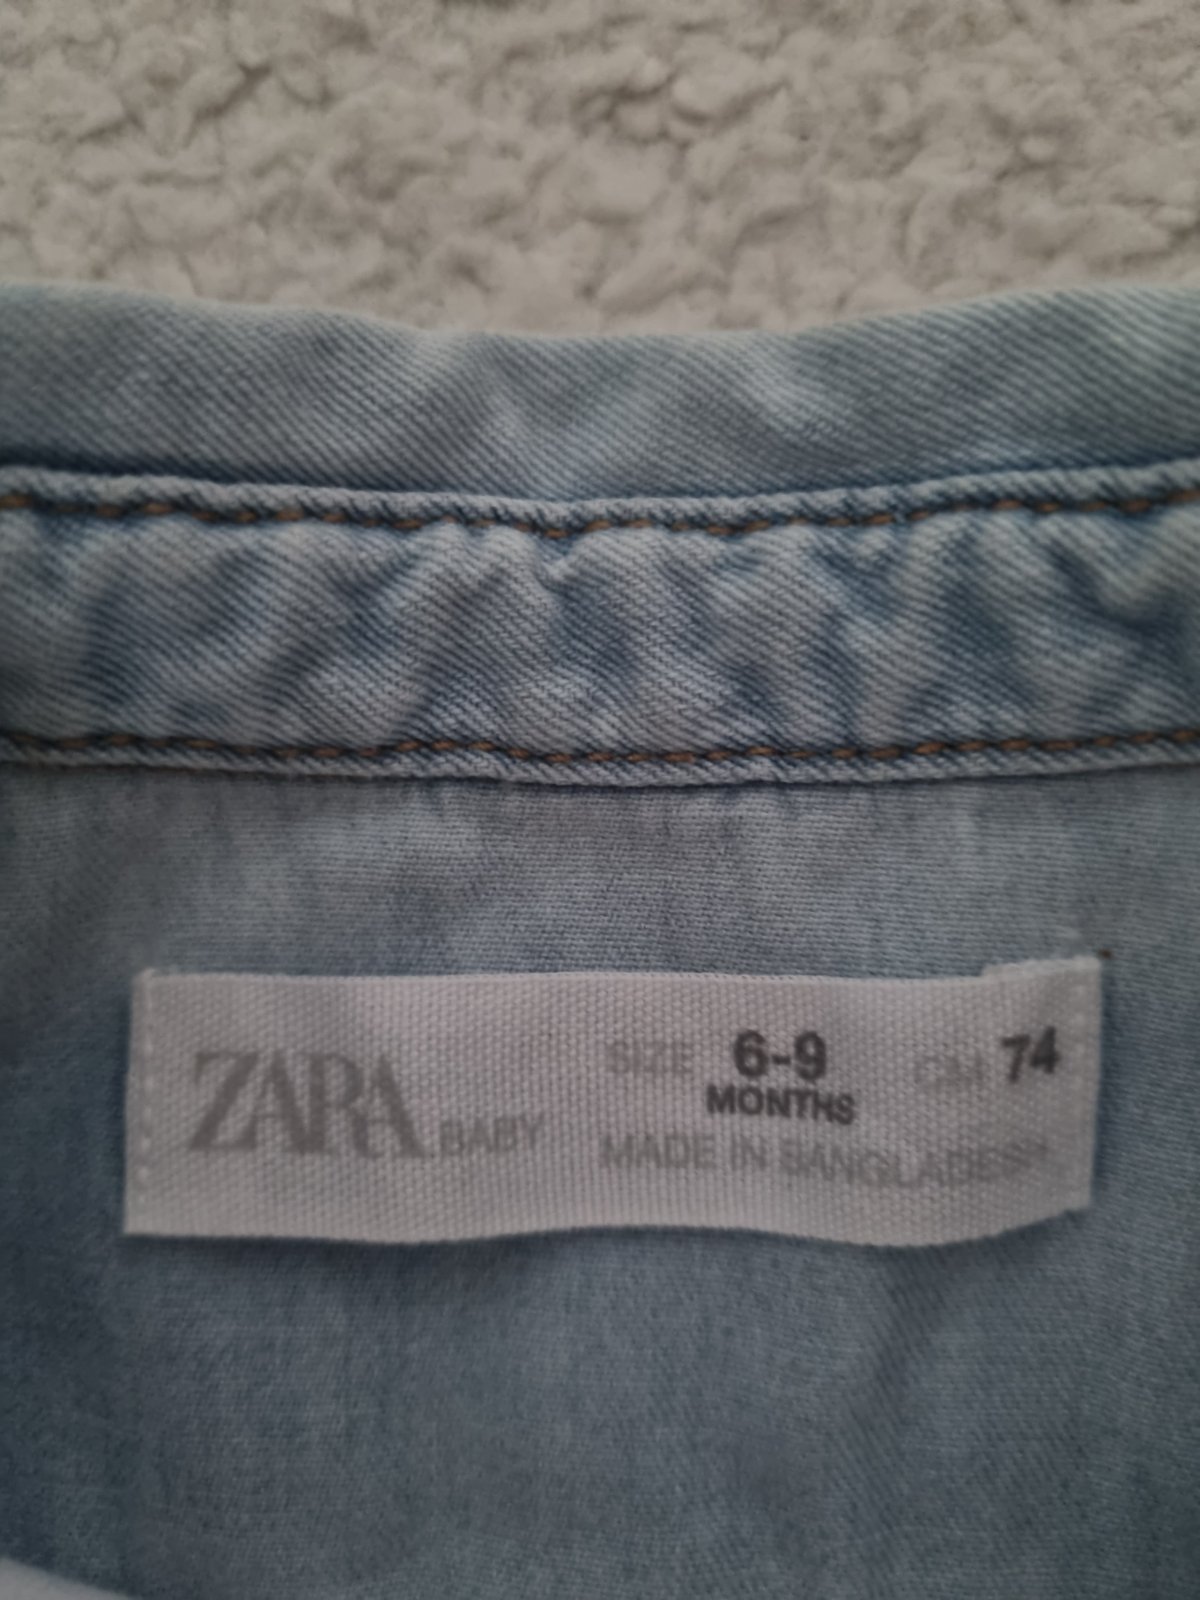 ZARA BABY
SIZE 6-9 MONTHS CM 74
MADE IN BANGLADESH